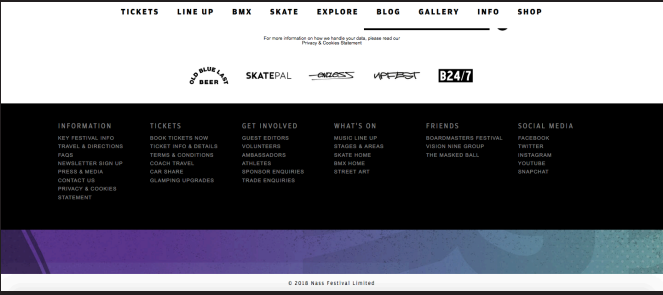 TICKETS LINE UP BMX SKATE EXPLORE BLOG GALLERY INFO SHOP
For more information on how we handle your data, please read our
Privacy & Cookies Statement
OLD BLUE LAST
BEER
SKATEPAL
ENDLESS
UPFEST
B24/7
INFORMATION
KEY FESTIVAL INFO
TRAVEL & DIRECTIONS
FAQS
NEWSLETTER SIGN UP
PRESS & MEDIA
CONTACT US
PRIVACY & COOKIES
STATEMENT
TICKETS
BOOK TICKETS NOW
TICKET INFO & DETAILS
TERMS & CONDITIONS
COACH TRAVEL
CAR SHARE
GLAMPING UPGRADES
GET INVOLVED
GUEST EDITORS
VOLUNTEERS
AMBASSADORS
ATHLETES
SPONSOR ENQUIRIES
TRADE ENQUIRIES
WHAT'S ON
MUSIC LINE UP
STAGES & AREAS
SKATE HOME
BMX HOME
STREET ART
FRIENDS
BOARDMASTERS FESTIVAL
VISION NINE GROUP
THE MASKED BALL
SOCIAL MEDIA
FACEBOOK
TWITTER
INSTAGRAM
YOUTUBE
SNAPCHAT
© 2018 Nass Festival Limited